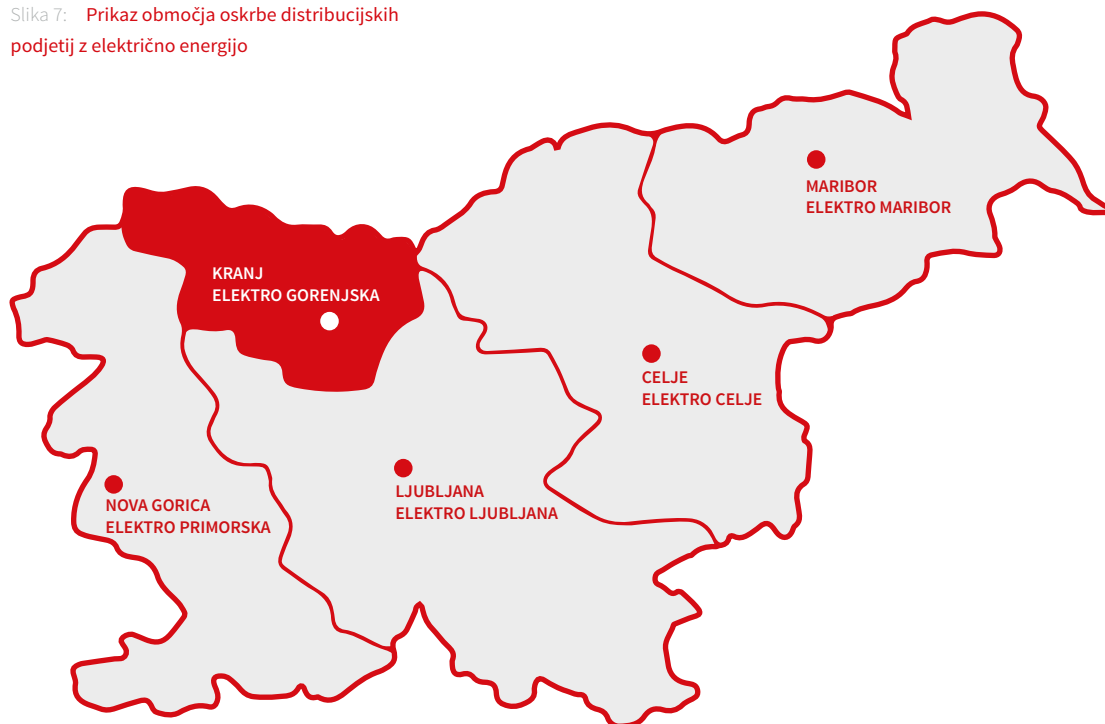 Slika 7: Prikaz območja oskrbe distribucijskih
podjetij z električno energijo
MARIBOR
ELEKTRO MARIBOR
KRANJ
ELEKTRO GORENJSKA
CELJE
ELEKTRO CELJE
LJUBLJANA
ELEKTRO LJUBLJANA
NOVA GORICA
ELEKTRO PRIMORSKA